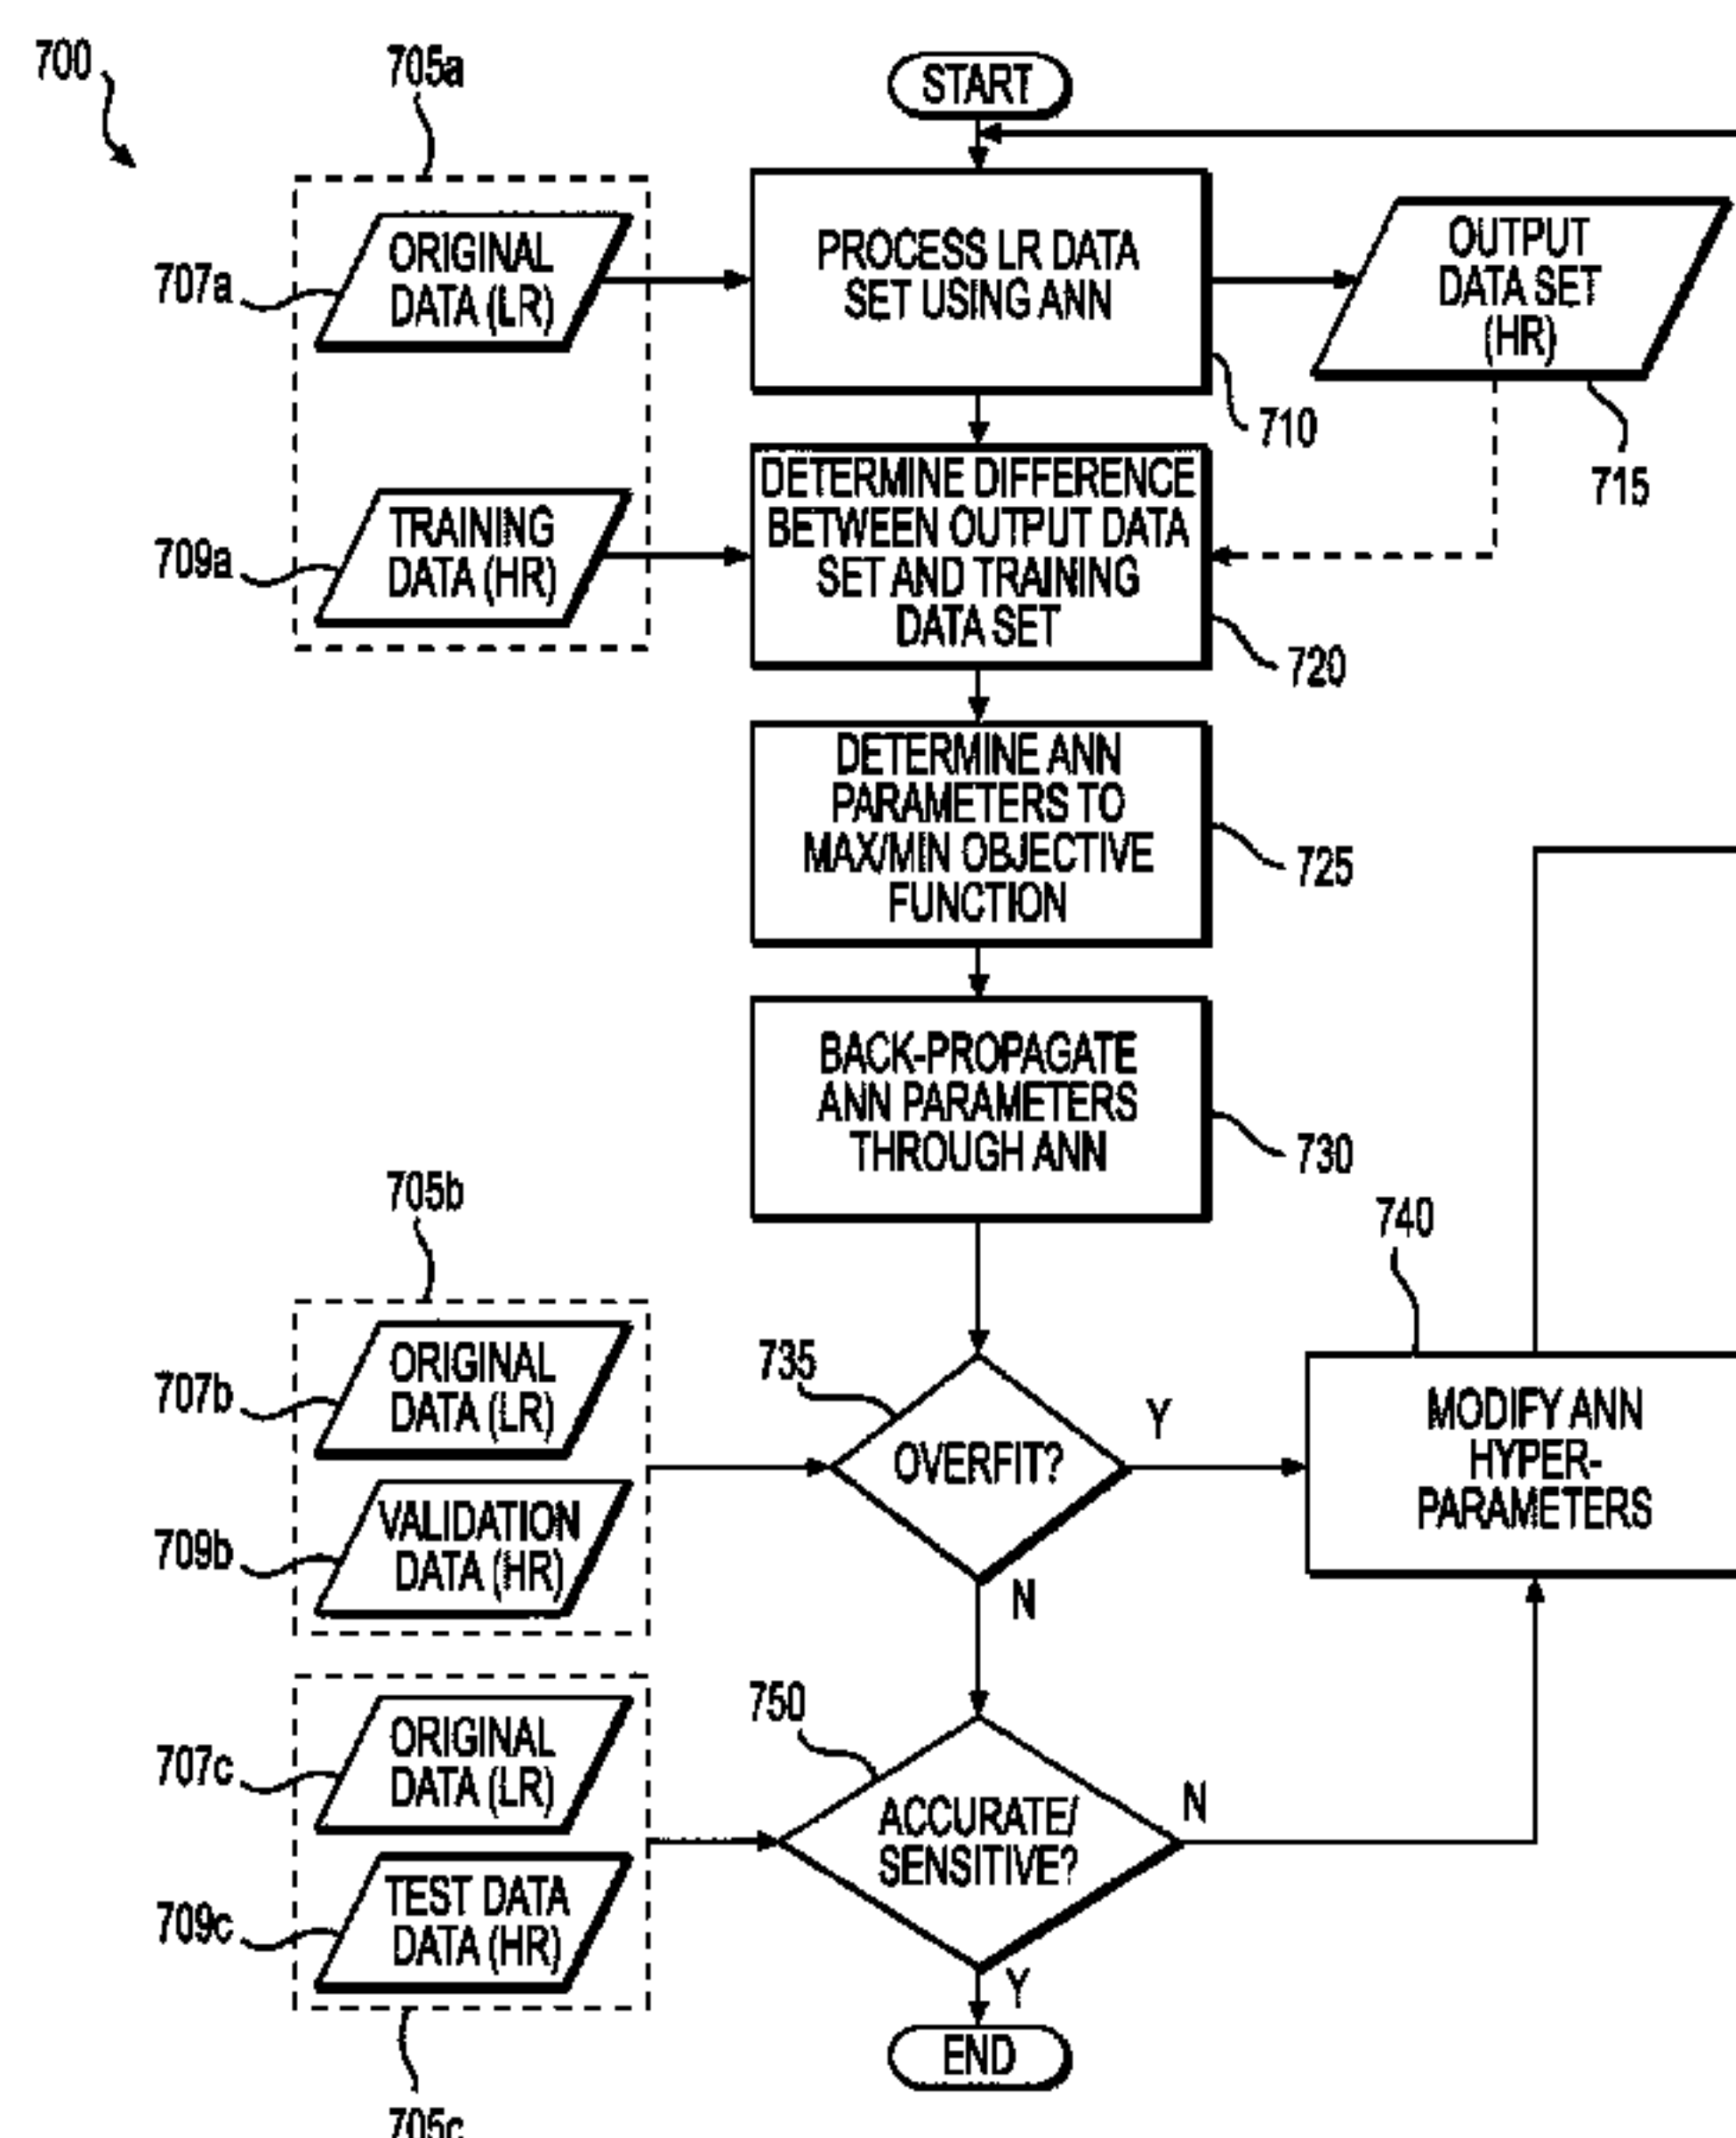 700
705a
START
707a
ORIGINAL
DATA (LR)
PROCESS LR DATA
SET USING ANN
710
OUTPUT
DATA SET
(HR)
715
709a
TRAINING
DATA (HR)
DETERMINE DIFFERENCE
BETWEEN OUTPUT DATA
SET AND TRAINING
DATA SET
720
DETERMINE ANN
PARAMETERS TO
MAX/MIN OBJECTIVE
FUNCTION
725
BACK-PROPAGATE
ANN PARAMETERS
THROUGH ANN
730
705b
707b
ORIGINAL
DATA (LR)
709b
VALIDATION
DATA (HR)
735
OVERFIT?
Y
N
740
MODIFY ANN
HYPER-
PARAMETERS
707c
ORIGINAL
DATA (LR)
709c
TEST DATA
DATA (HR)
705c
750
ACCURATE/
SENSITIVE?
N
Y
END